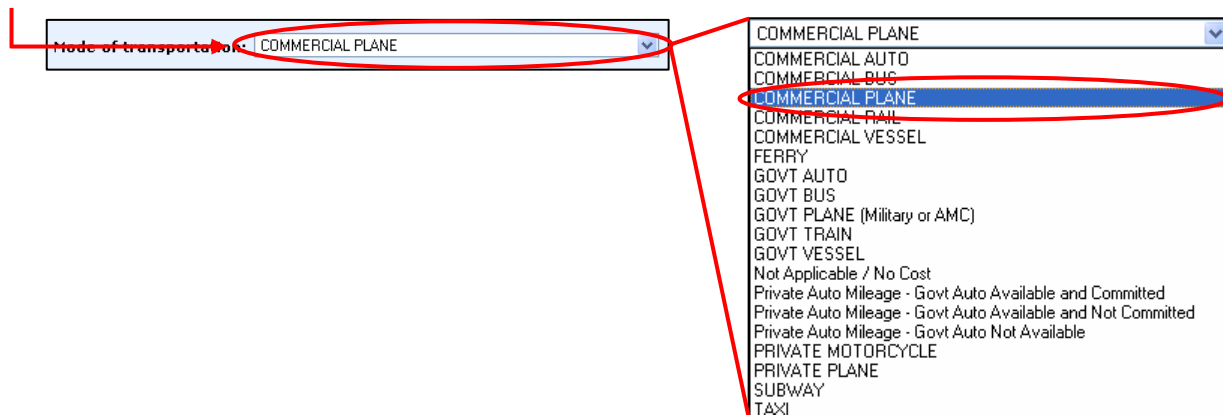 Mode of transportation: COMMERCIAL PLANE
COMMERCIAL PLANE
COMMERCIAL AUTO
COMMERCIAL BUS
COMMERCIAL PLANE
COMMERCIAL RAIL
COMMERCIAL VESSEL
FERRY
GOVT AUTO
GOVT BUS
GOVT PLANE (Military or AMC)
GOVT TRAIN
GOVT VESSEL
Not Applicable / No Cost
Private Auto Mileage - Govt Auto Available and Committed
Private Auto Mileage - Govt Auto Available and Not Committed
Private Auto Mileage - Govt Auto Not Available
PRIVATE MOTORCYCLE
PRIVATE PLANE
SUBWAY
TAXI